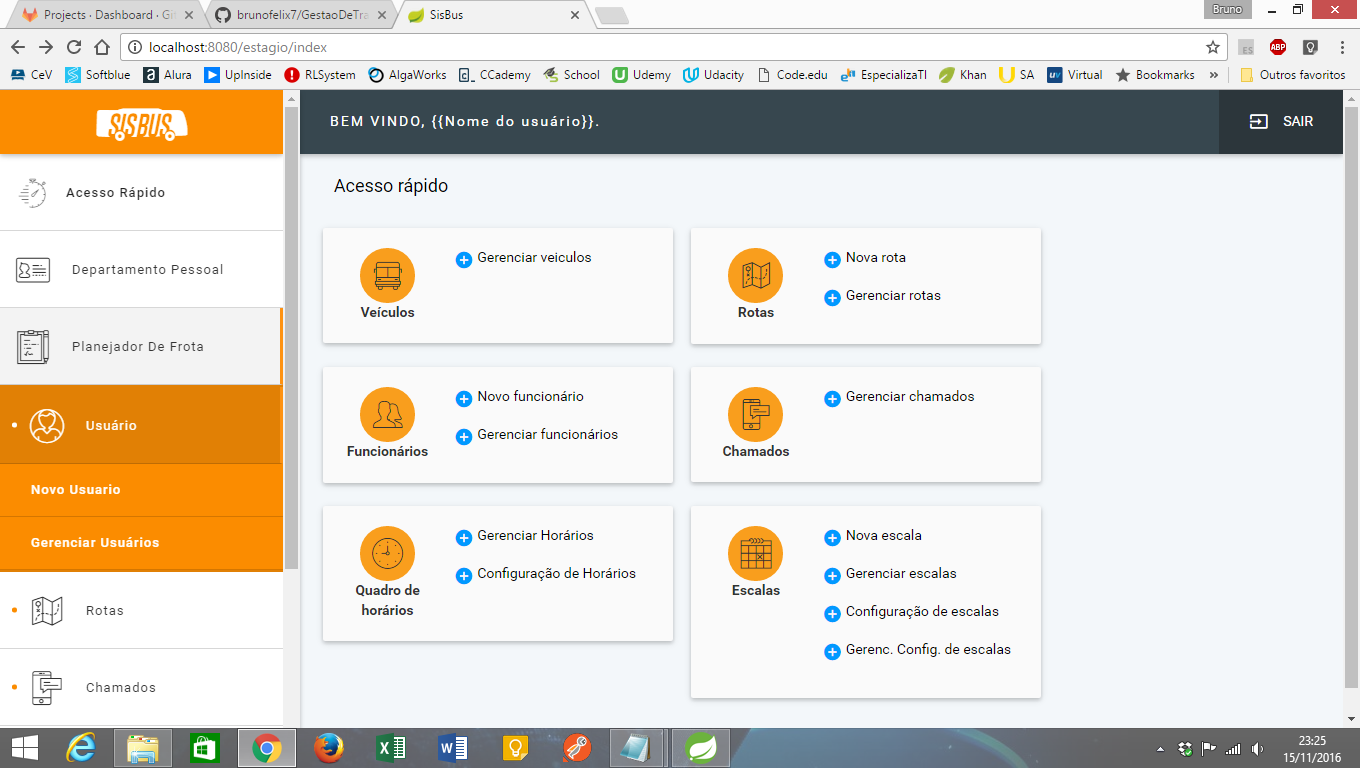 Projects · Dashboard · Git
brunofelix7/GestaoDeTra
SisBus
Bruno
localhost:8080/estagio/index
ES
ABP
CeV
Softblue
Alura
UpInside
RLSystem
AlgaWorks
CCademy
School
Udemy
Udacity
Code.edu
EspecializaTI
Khan
SA
Virtual
Bookmarks
»
Outros favoritos
SISBUS
BEM VINDO, {{Nome do usuário}}.
SAIR
Acesso Rápido
Departamento Pessoal
Planejador De Frota
Usuário
Novo Usuario
Gerenciar Usuários
Rotas
Chamados
Acesso rápido
Veículos
Gerenciar veiculos
Rotas
Nova rota
Gerenciar rotas
Funcionários
Novo funcionário
Gerenciar funcionários
Chamados
Gerenciar chamados
Quadro de
horários
Gerenciar Horários
Configuração de Horários
Escalas
Nova escala
Gerenciar escalas
Configuração de escalas
Gerenc. Config. de escalas
23:25
15/11/2016